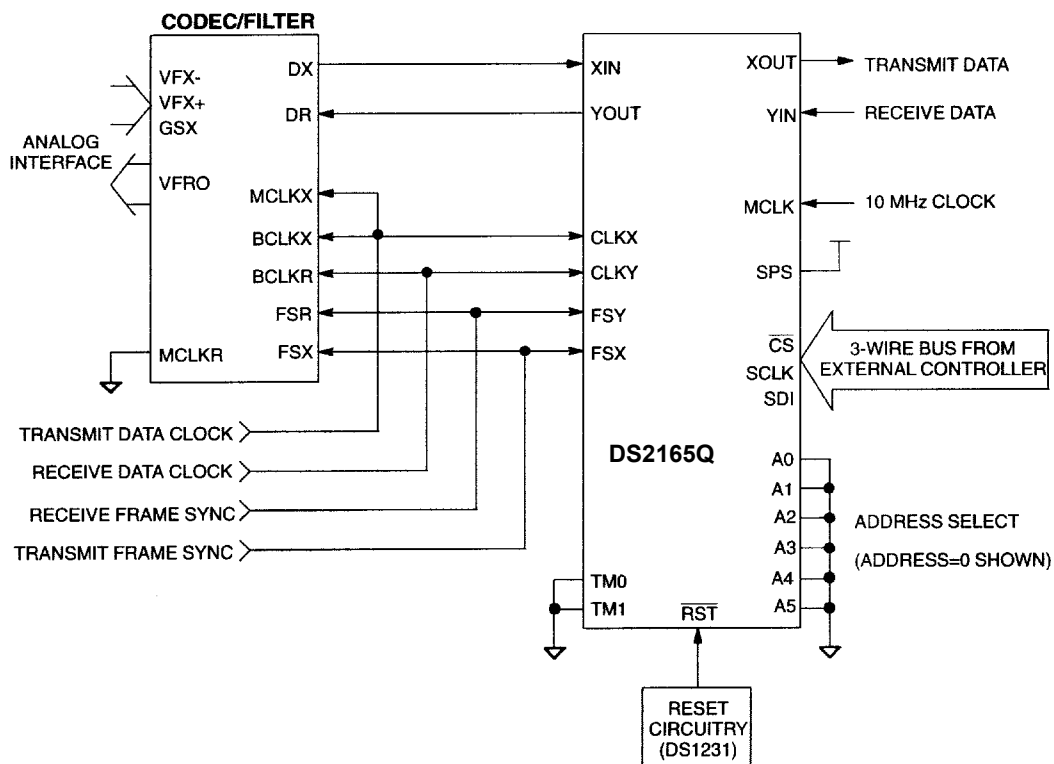 CODEC/FILTER
VFX-
VFX+
GSX
ANALOG
INTERFACE
VFRO
MCLKR
DX
DR
MCLKX
BCLKX
BCLKR
FSR
FSX
TRANSMIT DATA CLOCK
RECEIVE DATA CLOCK
RECEIVE FRAME SYNC
TRANSMIT FRAME SYNC
XIN
YOUT
CLKX
CLKY
FSY
FSX
DS2165Q
TM0
TM1
RST
RESET
CIRCUITRY
(DS1231)
XOUT
TRANSMIT DATA
YIN
RECEIVE DATA
MCLK
10 MHz CLOCK
SPS
CS
SCLK
SDI
3-WIRE BUS FROM
EXTERNAL CONTROLLER
A0
A1
A2
A3
A4
A5
ADDRESS SELECT
(ADDRESS=0 SHOWN)